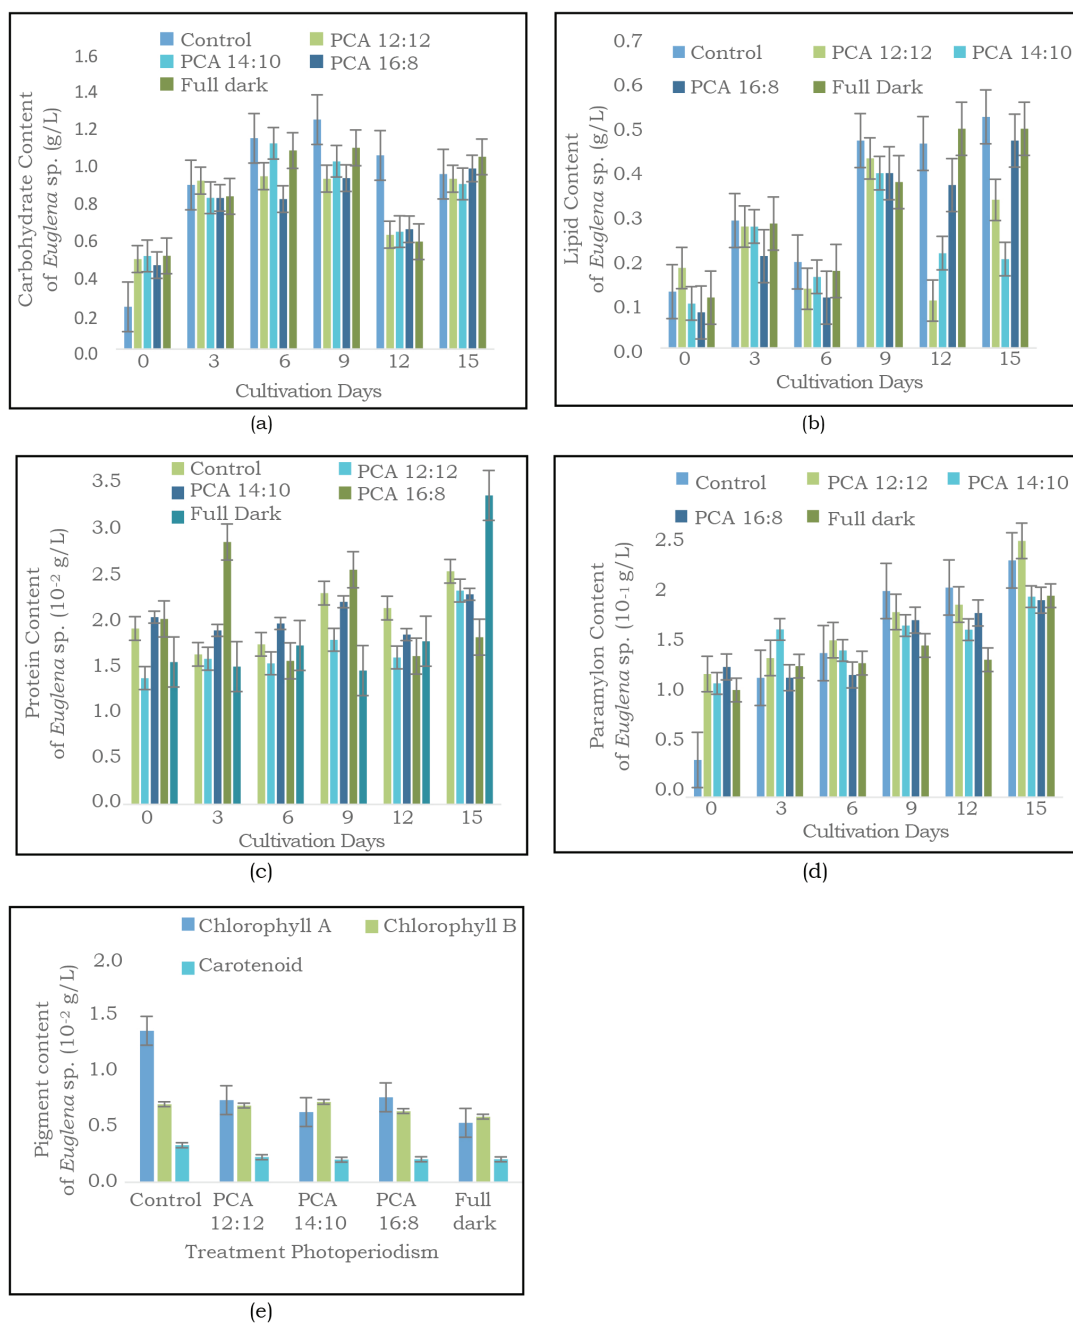 Control
PCA 12:12
PCA 14:10
PCA 16:8
Full dark
1.6
1.4
1.2
1.0
0.8
0.6
0.4
0.2
0.0
Carbohydrate Content
of Euglena sp. (g/L)
0 3 6 9 12 15
Cultivation Days
(a)
Control
PCA 12:12
PCA 14:10
PCA 16:8
Full Dark
0.7
0.6
0.5
0.4
0.3
0.2
0.1
0.0
Lipid Content
of Euglena sp. (g/L)
0 3 6 9 12 15
Cultivation Days
(b)
Control
PCA 12:12
PCA 14:10
PCA 16:8
Full Dark
3.5
3.0
2.5
2.0
1.5
1.0
0.5
0.0
Protein Content
of Euglena sp. (10-2 g/L)
0 3 6 9 12 15
Cultivation Days
(c)
Control
PCA 12:12
PCA 14:10
PCA 16:8
Full dark
2.5
2.0
1.5
1.0
0.5
0.0
Paramylon Content
of Euglena sp. (10-1 g/L)
0 3 6 9 12 15
Cultivation Days
(d)
Chlorophyll A
Chlorophyll B
Carotenoid
2.0
1.5
1.0
0.5
0.0
Pigment content
of Euglena sp. (10-2 g/L)
Control PCA PCA PCA Full
12:12 14:10 16:8 dark
Treatment Photoperiodism
(e)